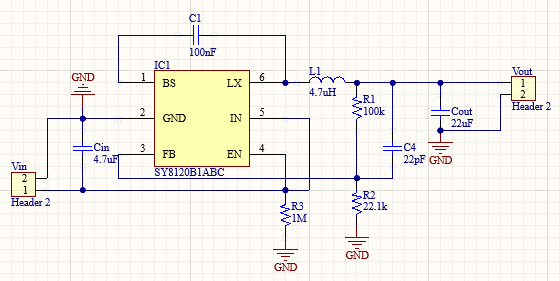 C1
100nF
IC1
1 BS LX 6
2 GND IN 5
3 FB EN 4
SY8120B1ABC
GND
Cin
4.7uF
Vin
2
1
Header 2
L1
4.7uH
R1
100k
C4
22pF
R2
22.1k
GND
R3
1M
GND
Cout
22uF
GND
Vout
1
2
Header 2